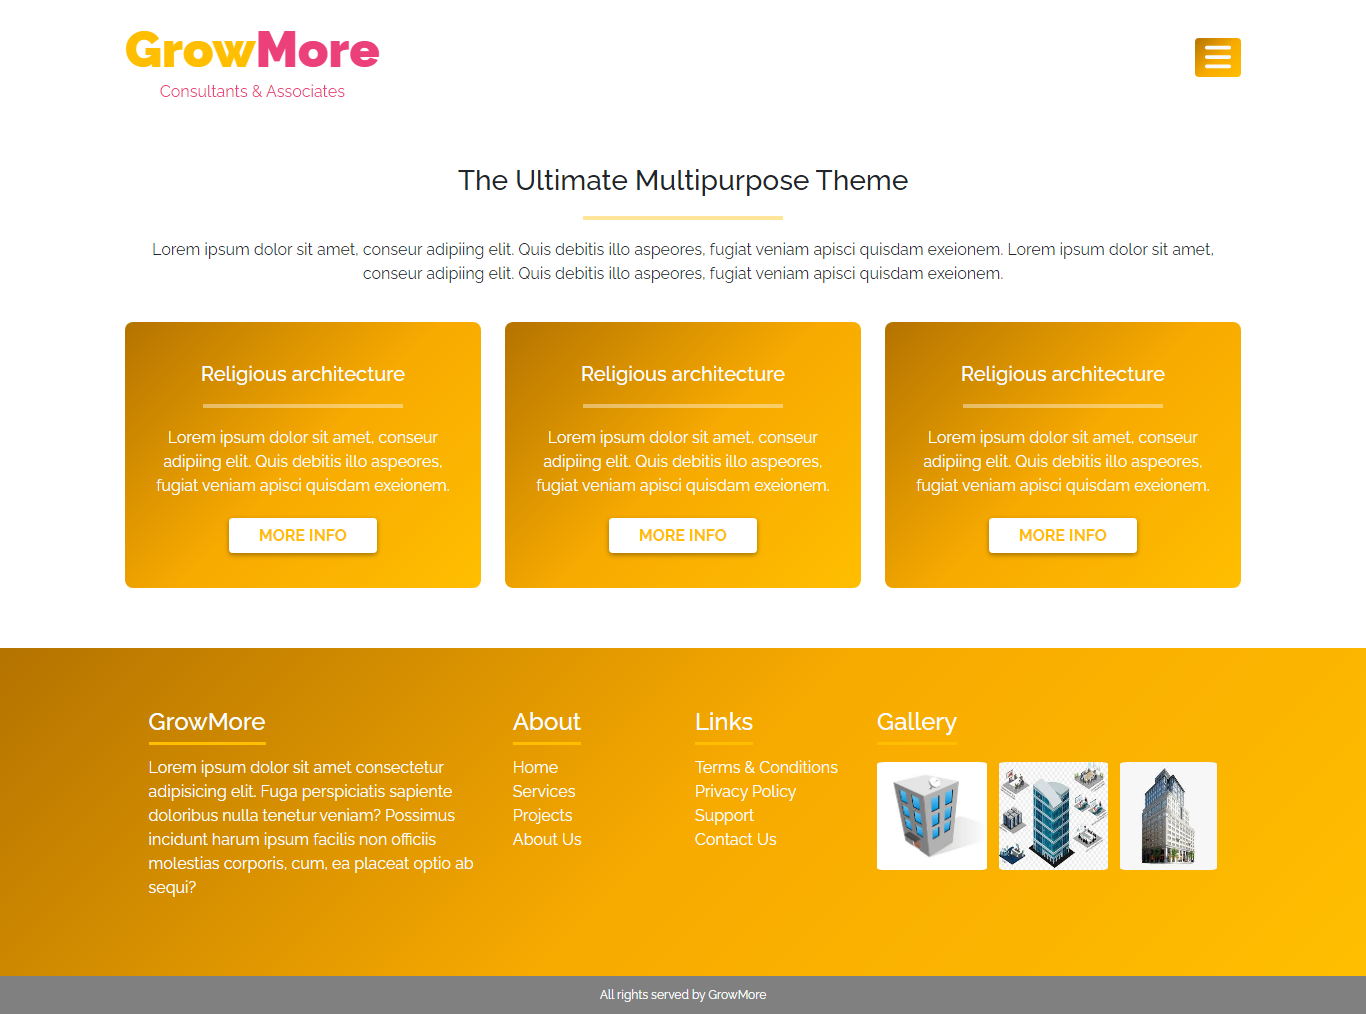 GrowMore
Consultants & Associates
The Ultimate Multipurpose Theme
Lorem ipsum dolor sit amet, conseur adipiing elit. Quis debitis illo aspeores, fugiat veniam apisci quisdam exeionem. Lorem ipsum dolor sit amet,
conseur adipiing elit. Quis debitis illo aspeores, fugiat veniam apisci quisdam exeionem.
Religious architecture
Lorem ipsum dolor sit amet, conseur
adipiing elit. Quis debitis illo aspeores,
fugiat veniam apisci quisdam exeionem.
MORE INFO
Religious architecture
Lorem ipsum dolor sit amet, conseur
adipiing elit. Quis debitis illo aspeores,
fugiat veniam apisci quisdam exeionem.
MORE INFO
Religious architecture
Lorem ipsum dolor sit amet, conseur
adipiing elit. Quis debitis illo aspeores,
fugiat veniam apisci quisdam exeionem.
MORE INFO
GrowMore
Lorem ipsum dolor sit amet consectetur
adipisicing elit. Fuga perspiciatis sapiente
doloribus nulla tenetur veniam? Possimus
incidunt harum ipsum facilis non officiis
molestias corporis, cum, ea placeat optio ab
sequi?
About
Home
Services
Projects
About Us
Links
Terms & Conditions
Privacy Policy
Support
Contact Us
Gallery
All rights served by GrowMore